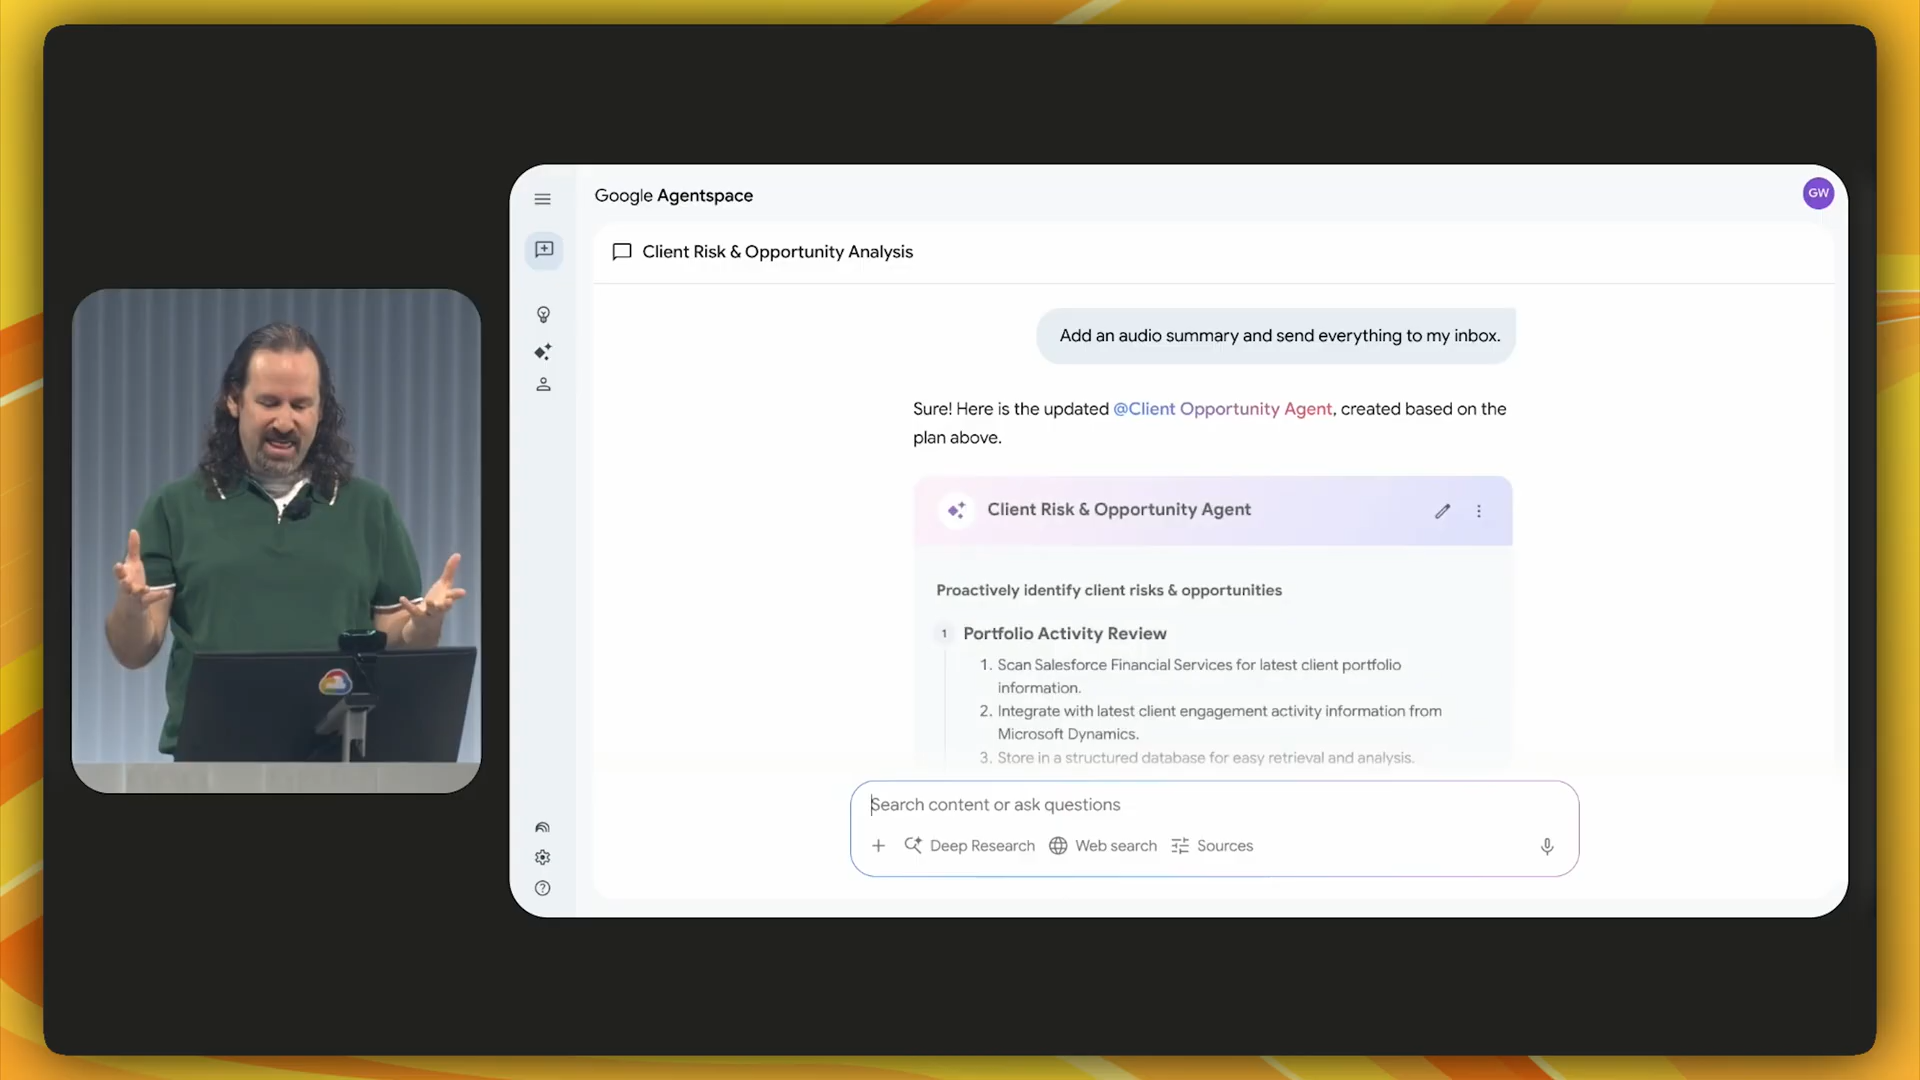 Google Agentspace
GW
Client Risk & Opportunity Analysis
Add an audio summary and send everything to my inbox.
Sure! Here is the updated @Client Opportunity Agent, created based on the
plan above.
Client Risk & Opportunity Agent
Proactively identify client risks & opportunities
1 Portfolio Activity Review
1. Scan Salesforce Financial Services for latest client portfolio
information.
2. Integrate with latest client engagement activity information from
Microsoft Dynamics.
3. Store in a structured database for easy retrieval and analysis.
Search content or ask questions
Deep Research Web search Sources